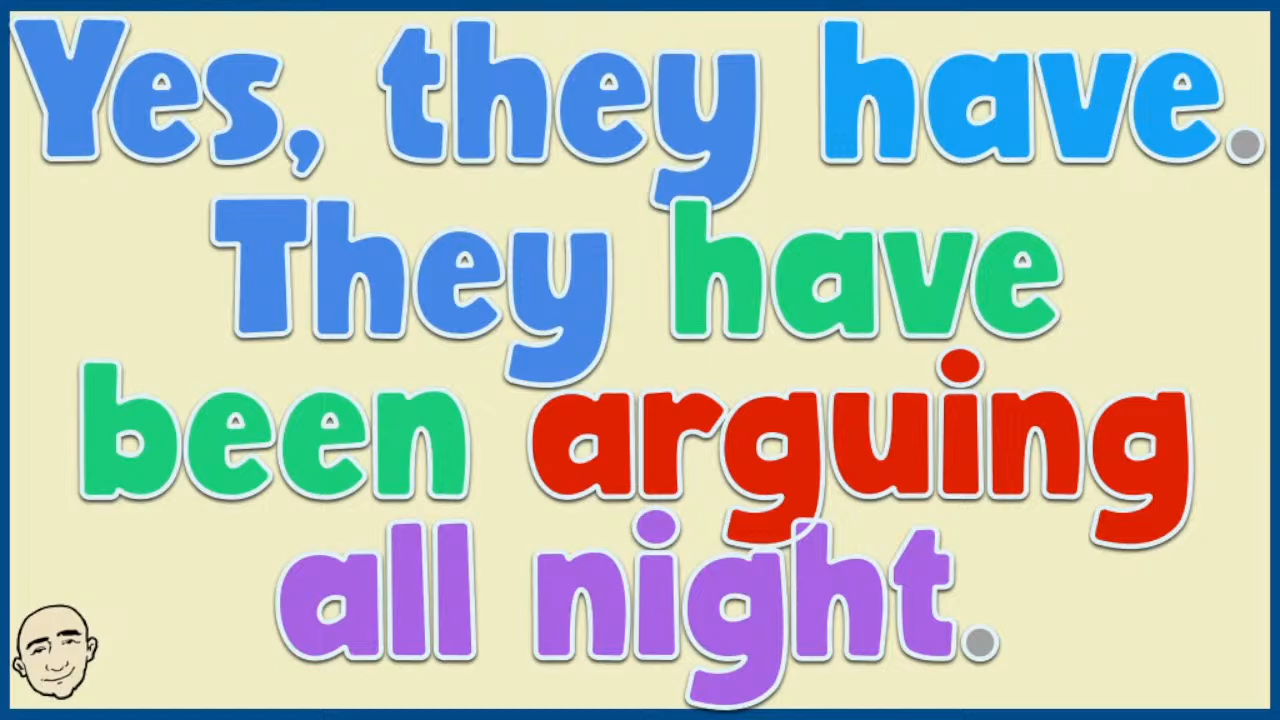 Yes, they have.
They have
been arguing
all night.